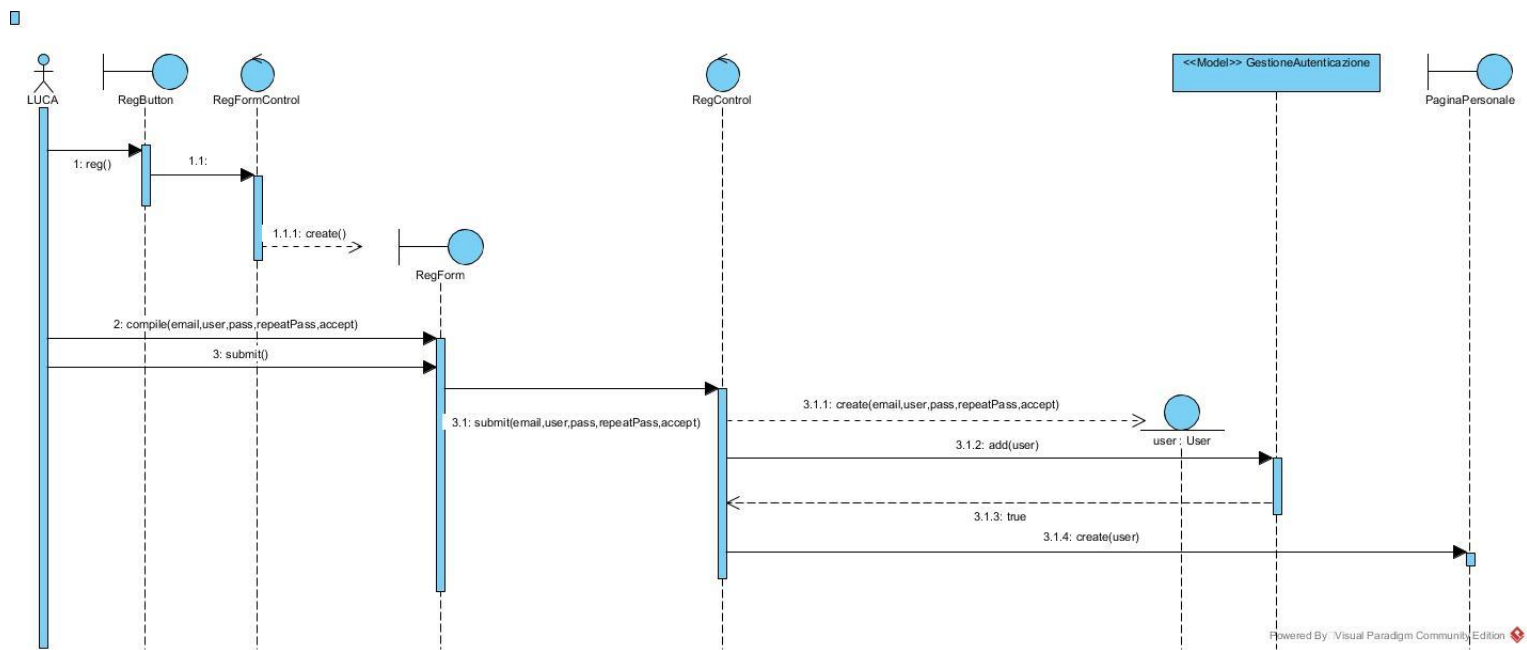 <<Model>> GestioneAutenticazione
LUCA
RegButton
RegFormControl
RegControl
PaginaPersonale
1: reg()
1.1:
1.1.1: create()
RegForm
2: compile(email,user,pass,repeatPass,accept)
3: submit()
3.1: submit(email,user,pass,repeatPass,accept)
3.1.1: create(email,user,pass,repeatPass,accept)
user : User
3.1.2: add(user)
3.1.3: true
3.1.4: create(user)
Powered By Visual Paradigm Community Edition